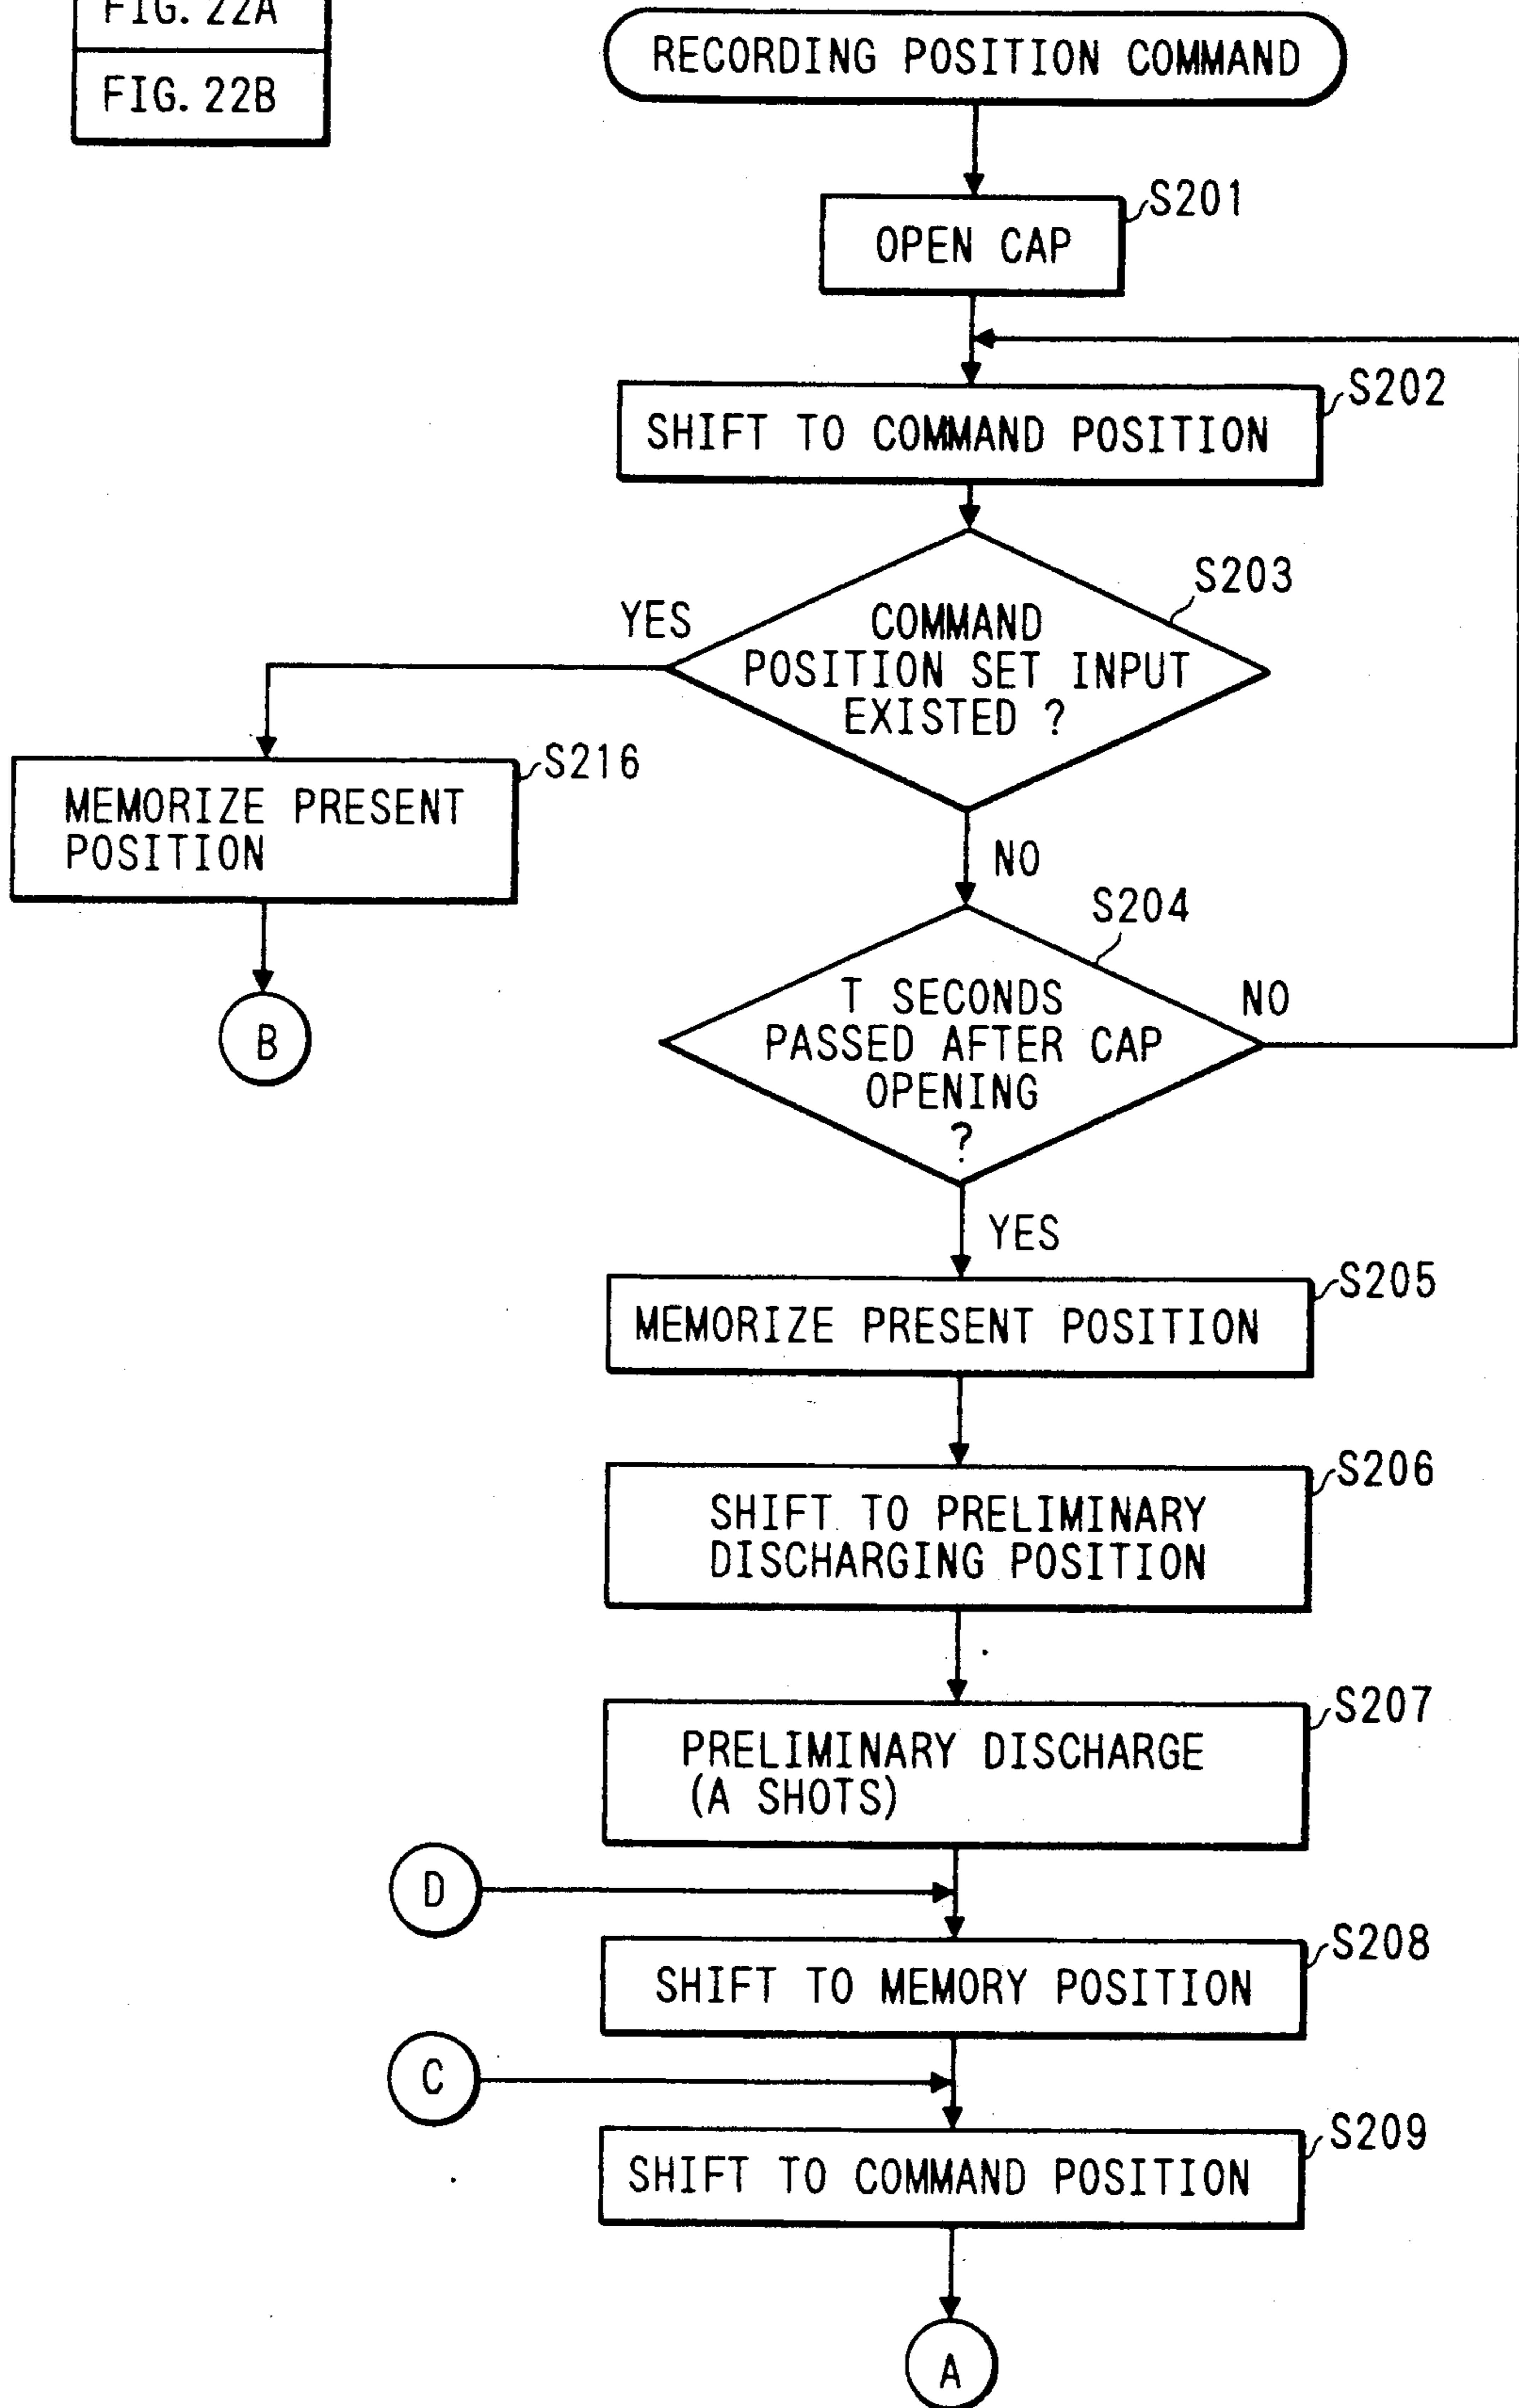 FIG. 22A
FIG. 22B
RECORDING POSITION COMMAND
S201
OPEN CAP
S202
SHIFT TO COMMAND POSITION
S203
YES
COMMAND
POSITION SET INPUT
EXISTED ?
S216
MEMORIZE PRESENT
POSITION
NO
B
S204
T SECONDS
PASSED AFTER CAP
OPENING
?
NO
YES
S205
MEMORIZE PRESENT POSITION
S206
SHIFT TO PRELIMINARY
DISCHARGING POSITION
S207
PRELIMINARY DISCHARGE
(A SHOTS)
D
S208
SHIFT TO MEMORY POSITION
C
S209
SHIFT TO COMMAND POSITION
A